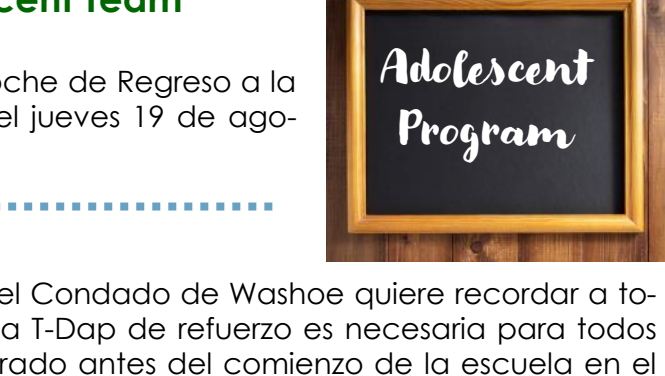 cent Team
oche de Regreso a la
el jueves 19 de ago-
Adolescent
Program
el Condado de Washoe quiere recordar a to-
a T-Dap de refuerzo es necesaria para todos
rado antes del comienzo de la escuela en el